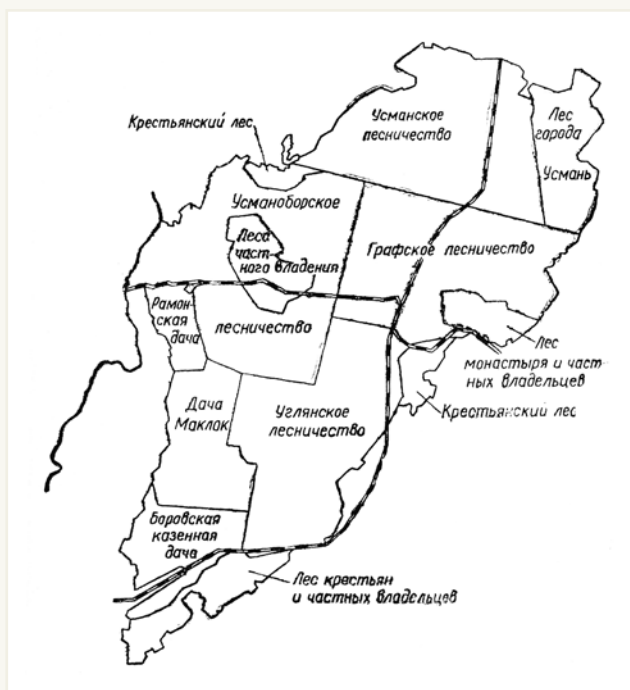 Усманское
лесничество
Лес
города
Усмань
Крестьянский лес
Усманоборское
Леса
част-
ного владения
Графское лесничество
Рамон-
ская
дача
лесничество
Лес
монастыря и част-
ных владельцев
Дача
Маклок
Углянское
лесничество
Крестьянский лес
Боровская
казенная
дача
Лес крестьян
и частных владельцев